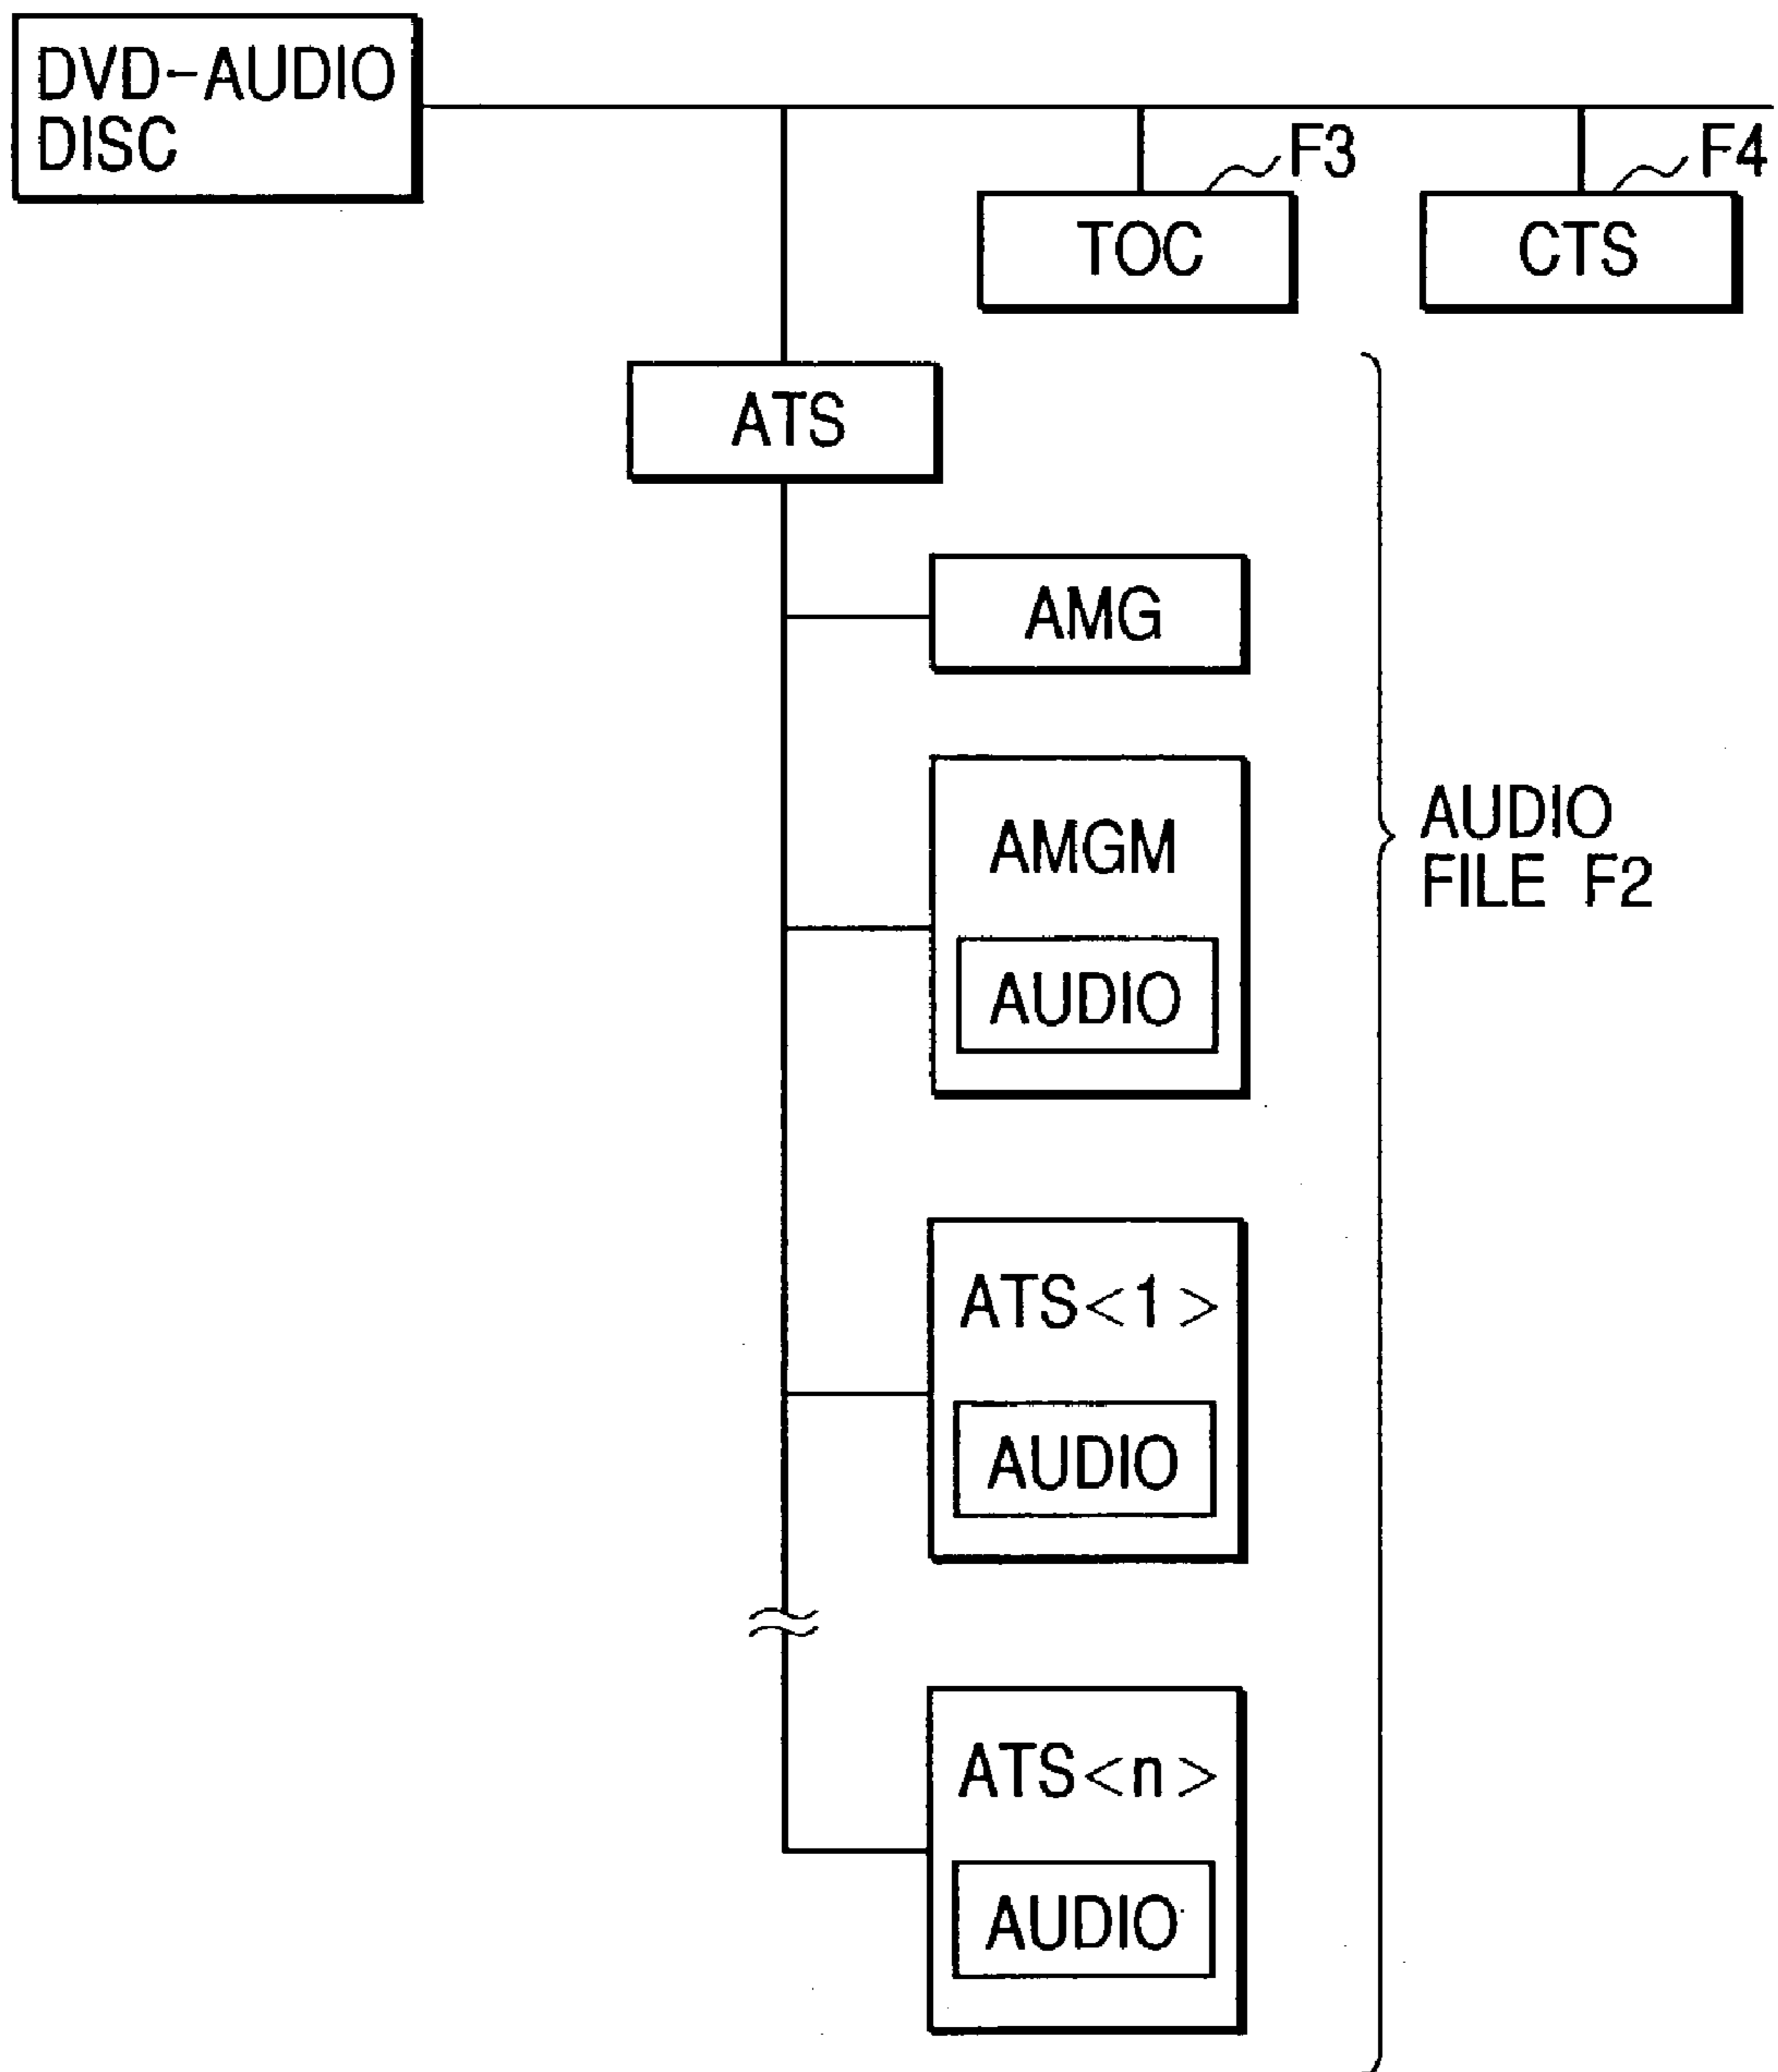 DVD-AUDIO
DISC
F3
F4
TOC
CTS
ATS
AMG
AMGM
AUDIO
AUDIO
FILE F2
ATS<1>
AUDIO
ATS<n>
AUDIO